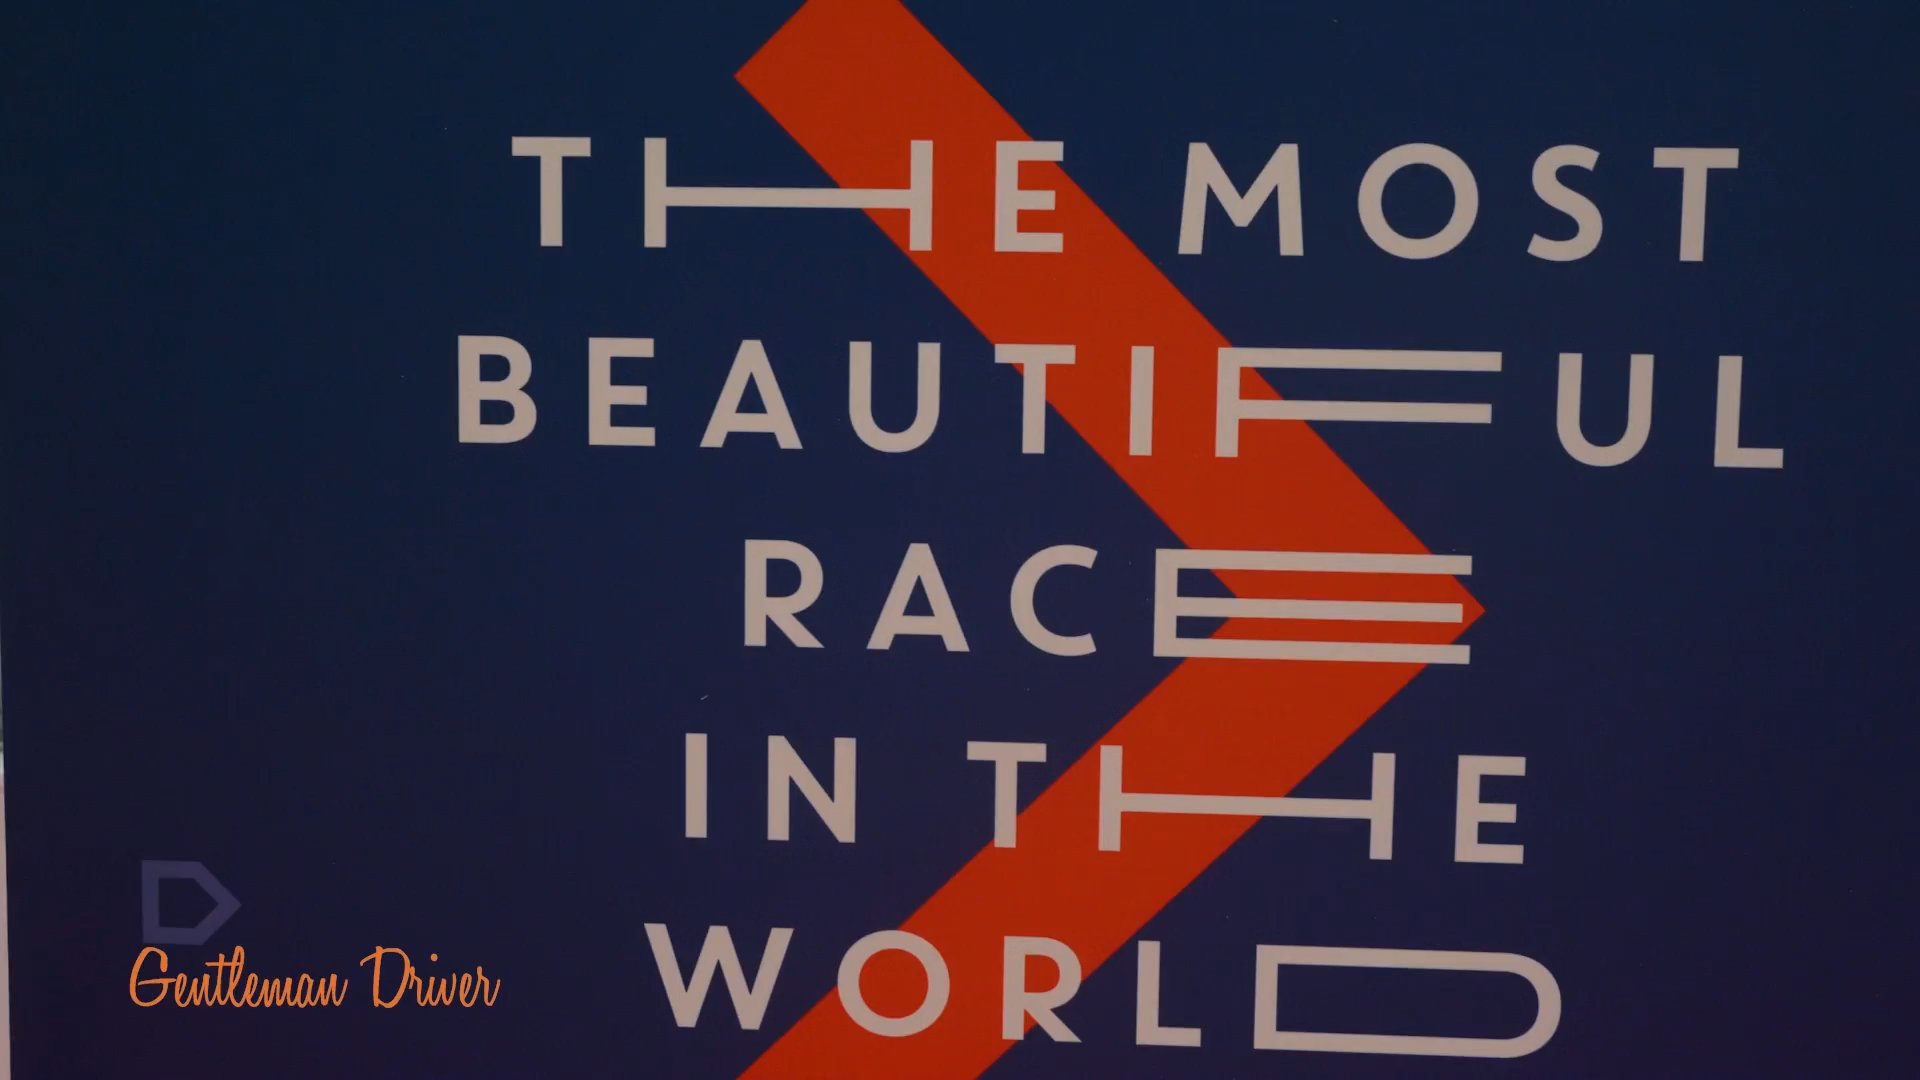 THE MOST
BEAUTIFUL
RACE
IN THE
WORLD
Gentleman Driver